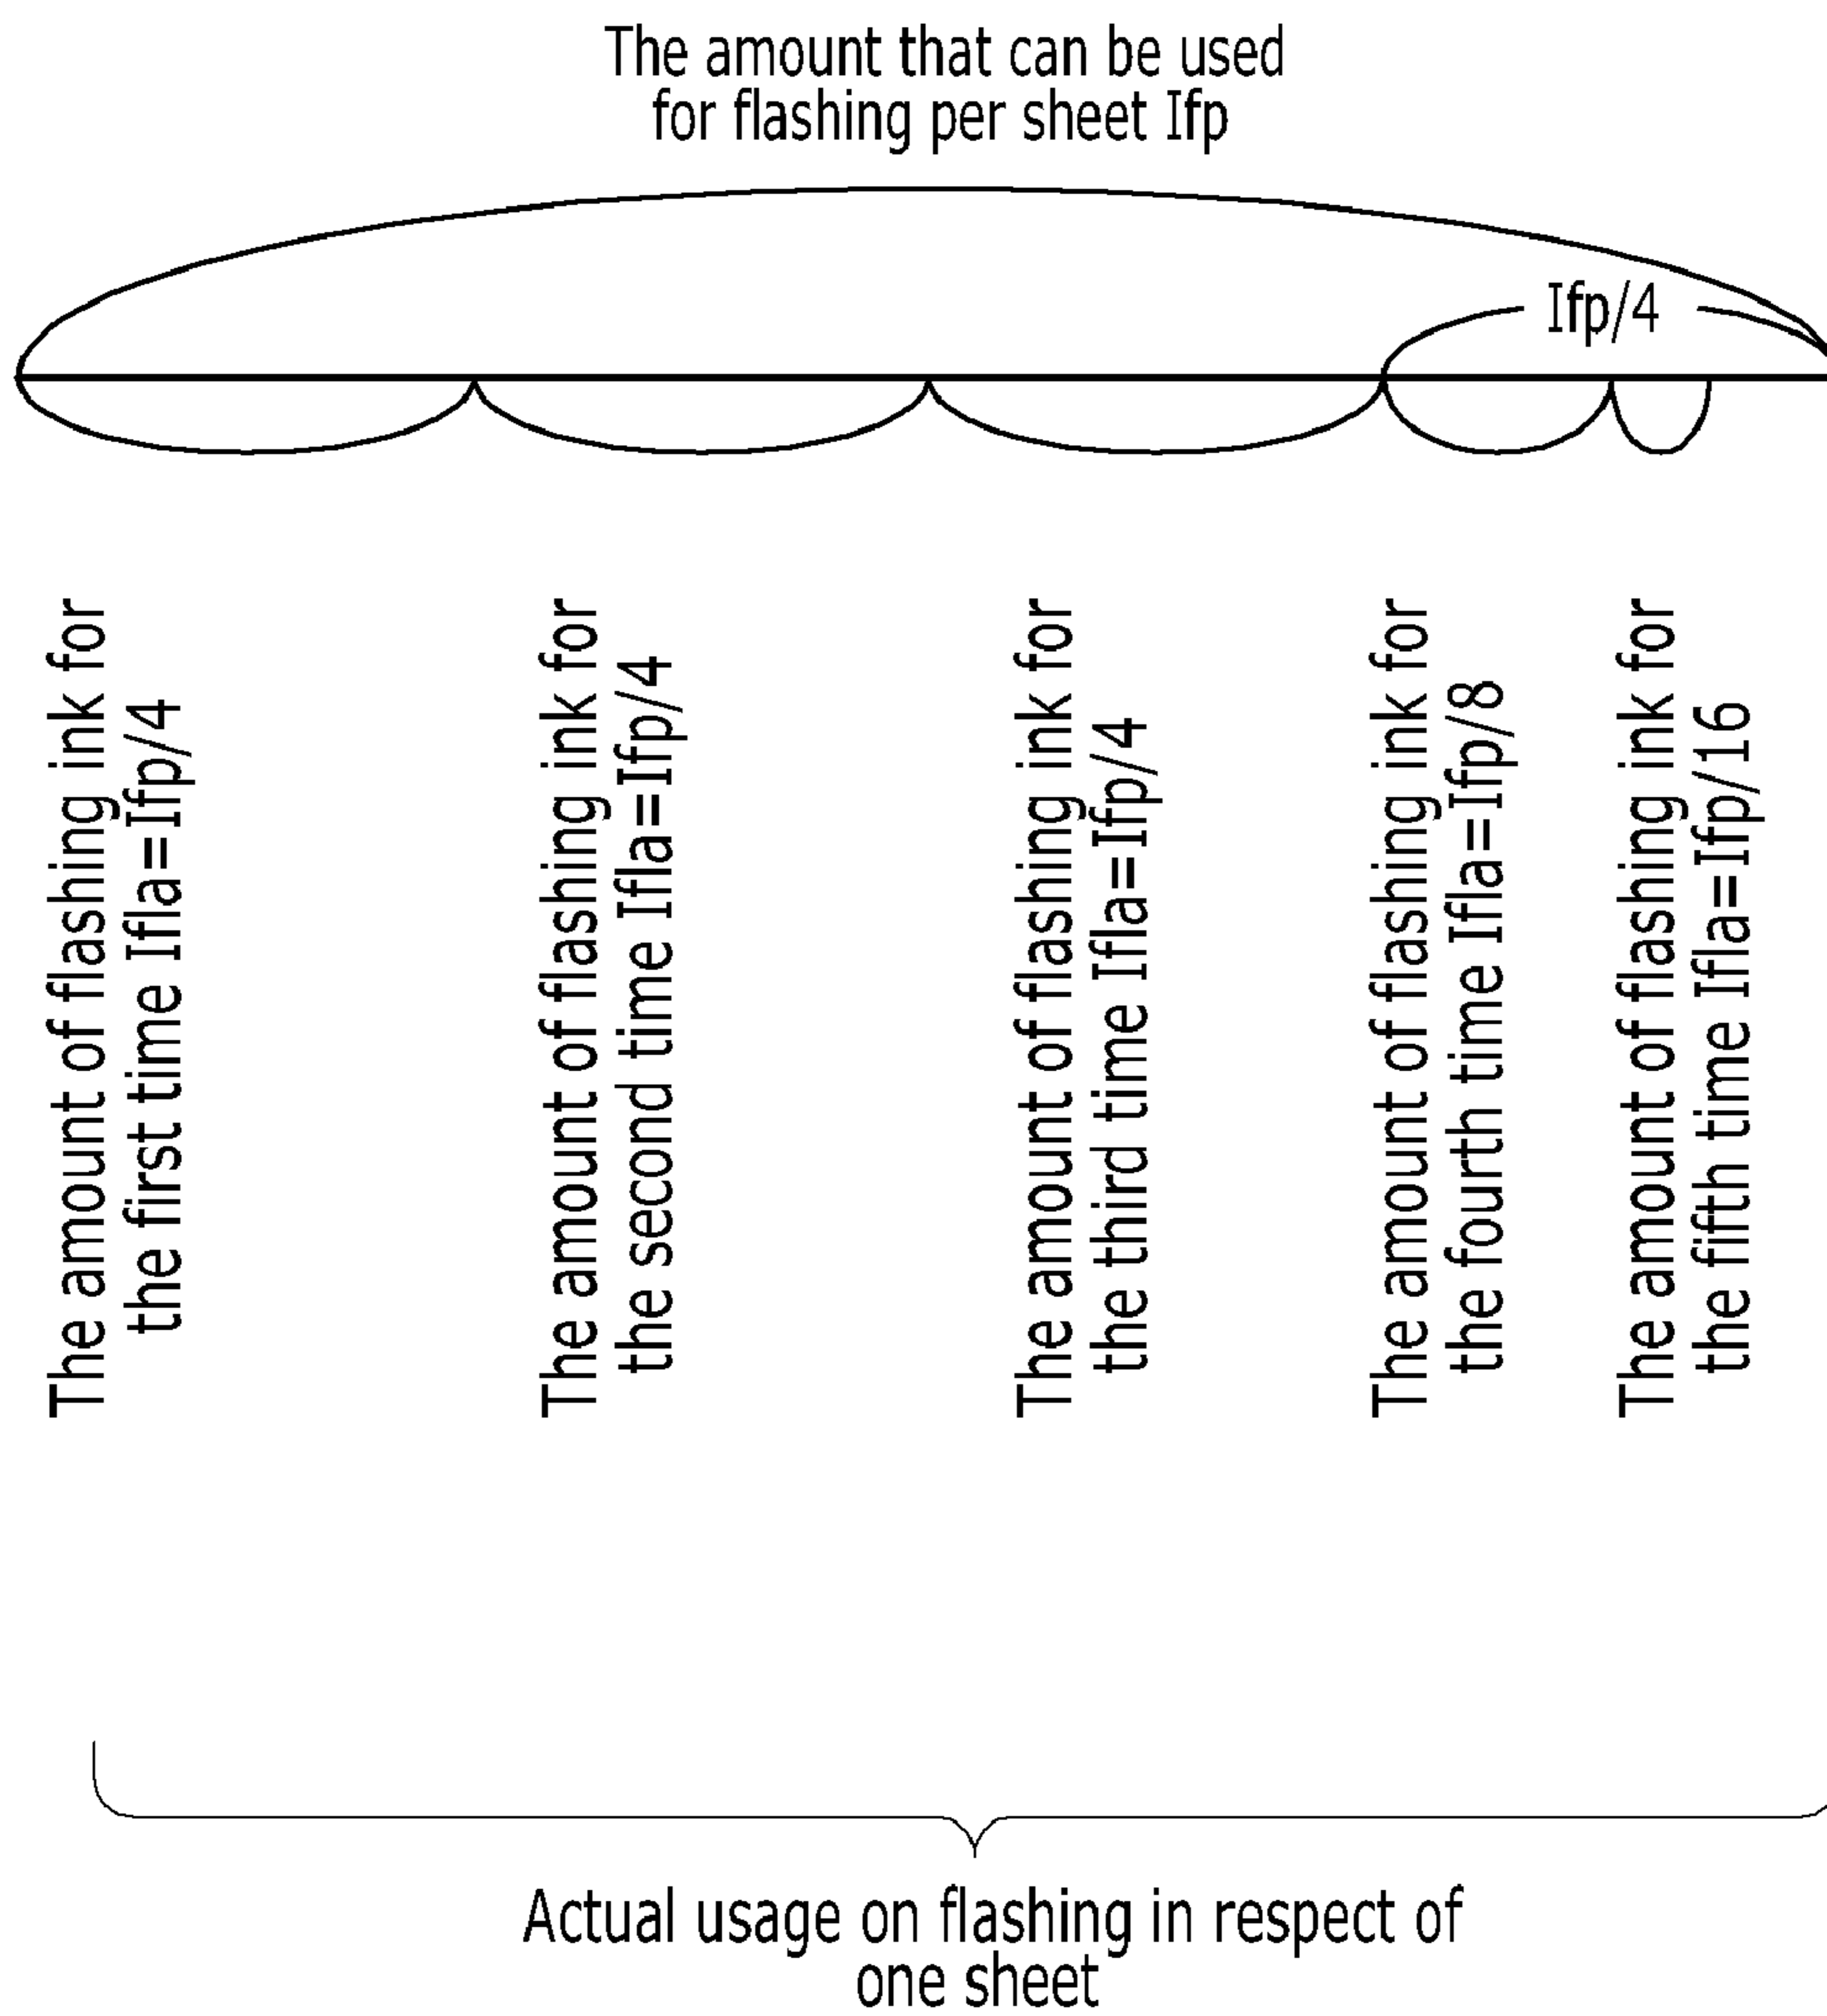 The amount that can be used
for flashing per sheet Ifp
Ifp/4
The amount of flashing ink for
the first time Ifla=Ifp/4
The amount of flashing ink for
the second time Ifla=Ifp/4
The amount of flashing ink for
the third time Ifla=Ifp/4
The amount of flashing ink for
the fourth time Ifla=Ifp/8
The amount of flashing ink for
the fifth time Ifla=Ifp/16
Actual usage on flashing in respect of
one sheet